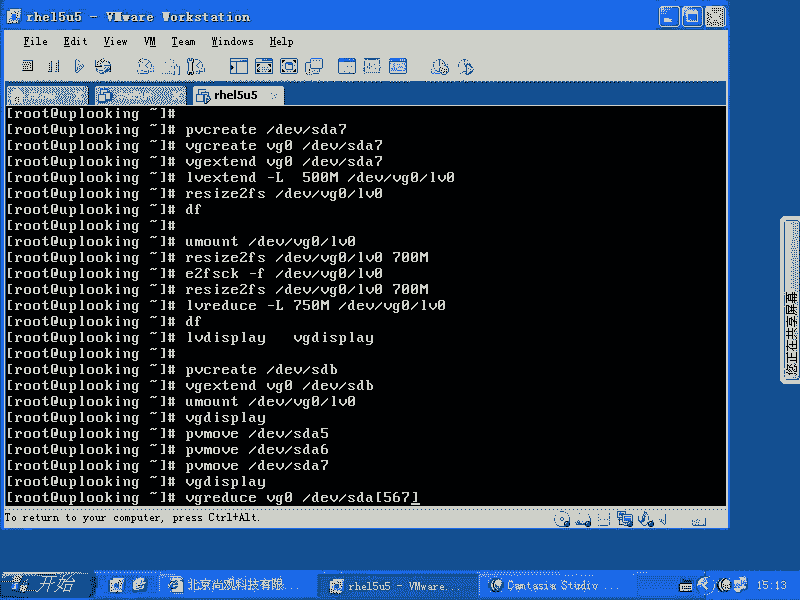 rhel5u5 - VMware Workstation
File Edit View VM Team Windows Help
rhel5u5
[root@uplooking ~]#
[root@uplooking ~]# pvcreate /dev/sda7
[root@uplooking ~]# vgcreate vg0 /dev/sda7
[root@uplooking ~]# vgextend vg0 /dev/sda7
[root@uplooking ~]# lvextend -L  500M /dev/vg0/lv0
[root@uplooking ~]# resize2fs /dev/vg0/lv0
[root@uplooking ~]# df
[root@uplooking ~]#
[root@uplooking ~]# umount /dev/vg0/lv0
[root@uplooking ~]# resize2fs /dev/vg0/lv0 700M
[root@uplooking ~]# e2fsck -f /dev/vg0/lv0
[root@uplooking ~]# resize2fs /dev/vg0/lv0 700M
[root@uplooking ~]# lvreduce -L 750M /dev/vg0/lv0
[root@uplooking ~]# df
[root@uplooking ~]# lvdisplay   vgdisplay
[root@uplooking ~]#
[root@uplooking ~]# pvcreate /dev/sdb
[root@uplooking ~]# vgextend vg0 /dev/sdb
[root@uplooking ~]# umount /dev/vg0/lv0
[root@uplooking ~]# vgdisplay
[root@uplooking ~]# pvmove /dev/sda5
[root@uplooking ~]# pvmove /dev/sda6
[root@uplooking ~]# pvmove /dev/sda7
[root@uplooking ~]# vgdisplay
[root@uplooking ~]# vgreduce vg0 /dev/sda[567]
To return to your computer, press Ctrl+Alt.
您正在共享屏幕
开始 北京尚观科技有限... rhel5u5 - VMware... Camtasia Studio ... 15:13